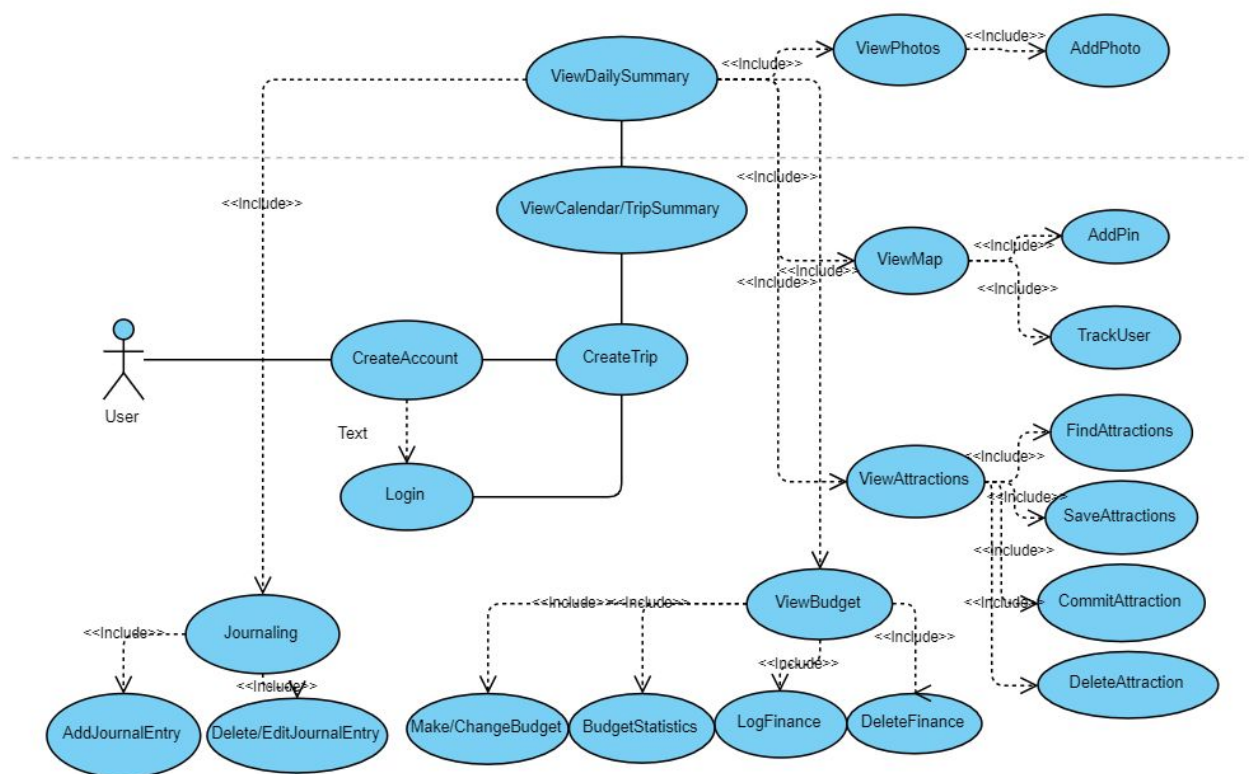 ViewPhotos
<<Include>>
AddPhoto
ViewDailySummary
<<Include>>
<<Include>>
<<Include>>
ViewCalendar/TripSummary
AddPin
<<Include>>
ViewMap
<<Include>>
<<Include>>
<<Include>>
TrackUser
CreateAccount
CreateTrip
User
Text
FindAttractions
<<Include>>
ViewAttractions
Login
<<Include>>
SaveAttractions
<<Include>>
<<Include>>
<<Include>>
ViewBudget
<<Include>>
CommitAttraction
<<Include>>
Journaling
<<Include>>
<<Include>>
<<Include>>
DeleteAttraction
AddJournalEntry
Delete/EditJournalEntry
Make/ChangeBudget
BudgetStatistics
LogFinance
DeleteFinance